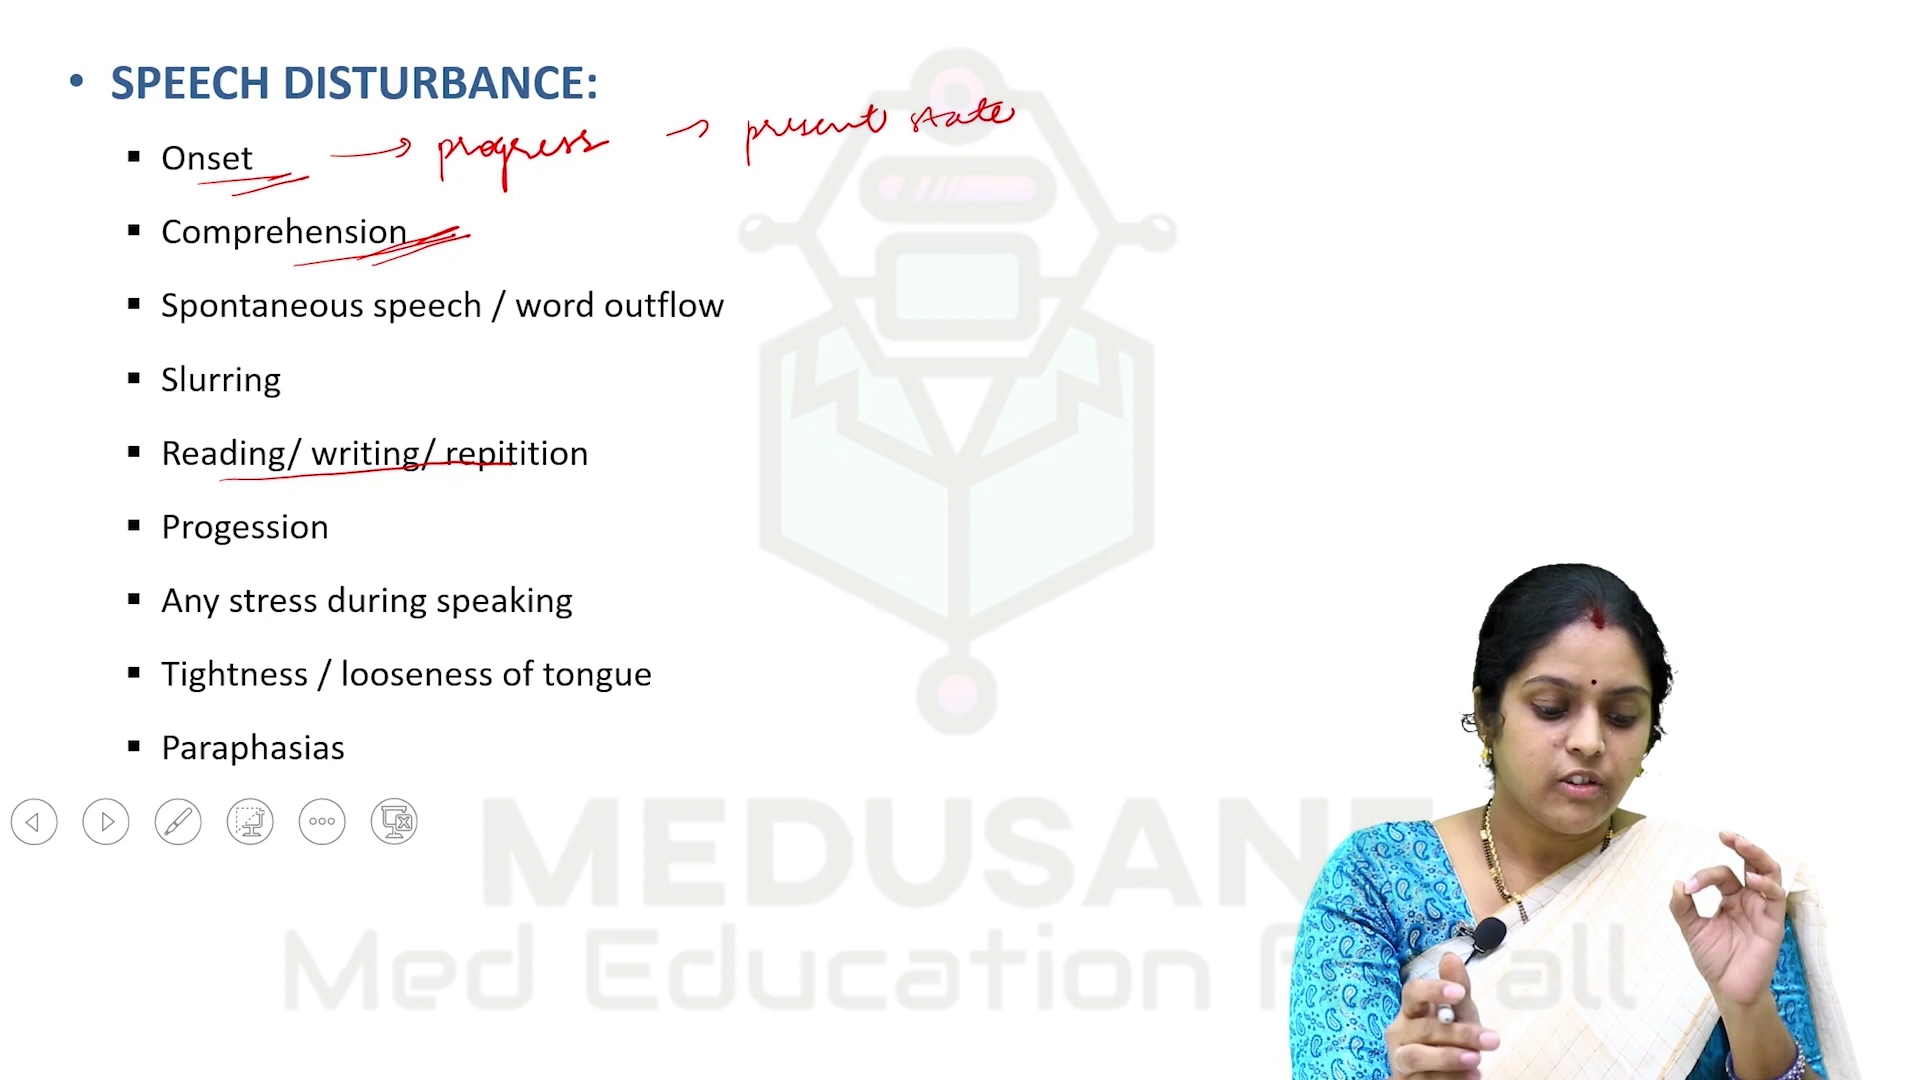 • SPEECH DISTURBANCE:
▪ Onset → progress → present state
▪ Comprehension
▪ Spontaneous speech / word outflow
▪ Slurring
▪ Reading/ writing/ repitition
▪ Progession
▪ Any stress during speaking
▪ Tightness / looseness of tongue
▪ Paraphasias
MEDUSANE
Med Education f all